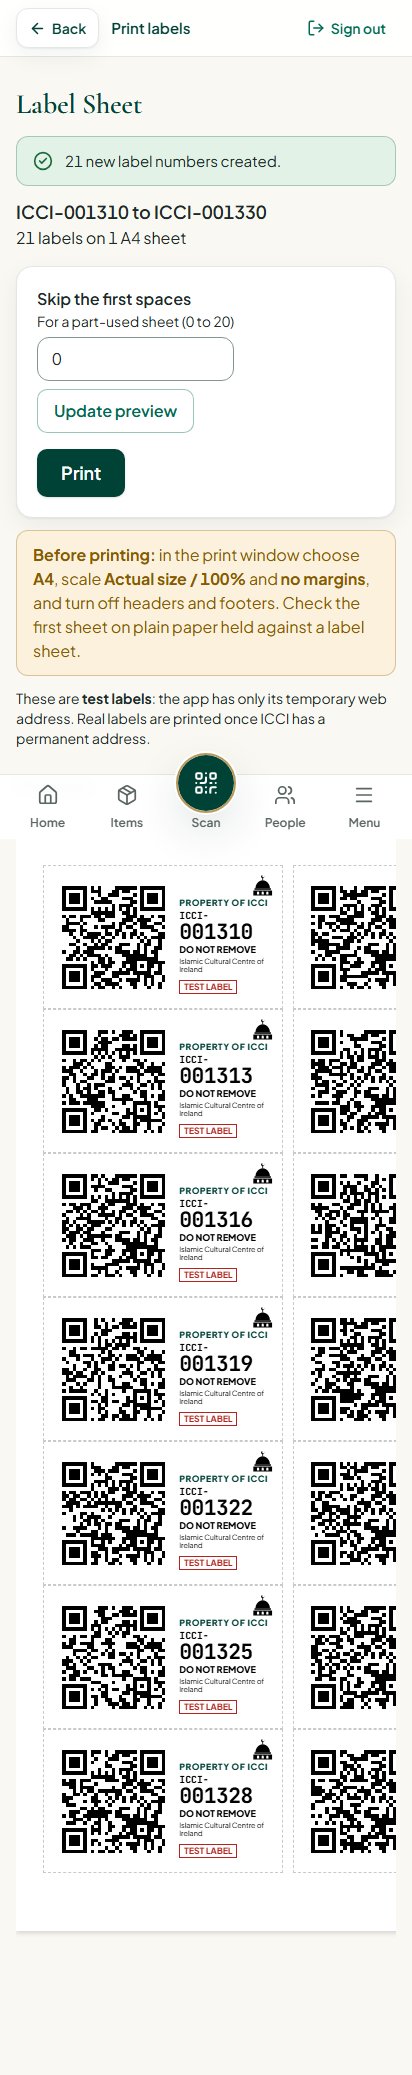 Back
Print labels
Sign out
Label Sheet
21 new label numbers created.
ICCI-001310 to ICCI-001330
21 labels on 1 A4 sheet
Skip the first spaces
For a part-used sheet (0 to 20)
0
Update preview
Print
Before printing: in the print window choose
A4, scale Actual size / 100% and no margins,
and turn off headers and footers. Check the
first sheet on plain paper held against a label
sheet.
These are test labels: the app has only its temporary web
address. Real labels are printed once ICCI has a
permanent address.
Home
Items
Scan
People
Menu
PROPERTY OF ICCI
ICCI-
001310
DO NOT REMOVE
Islamic Cultural Centre of
Ireland
TEST LABEL
PROPERTY OF ICCI
ICCI-
001313
DO NOT REMOVE
Islamic Cultural Centre of
Ireland
TEST LABEL
PROPERTY OF ICCI
ICCI-
001316
DO NOT REMOVE
Islamic Cultural Centre of
Ireland
TEST LABEL
PROPERTY OF ICCI
ICCI-
001319
DO NOT REMOVE
Islamic Cultural Centre of
Ireland
TEST LABEL
PROPERTY OF ICCI
ICCI-
001322
DO NOT REMOVE
Islamic Cultural Centre of
Ireland
TEST LABEL
PROPERTY OF ICCI
ICCI-
001325
DO NOT REMOVE
Islamic Cultural Centre of
Ireland
TEST LABEL
PROPERTY OF ICCI
ICCI-
001328
DO NOT REMOVE
Islamic Cultural Centre of
Ireland
TEST LABEL